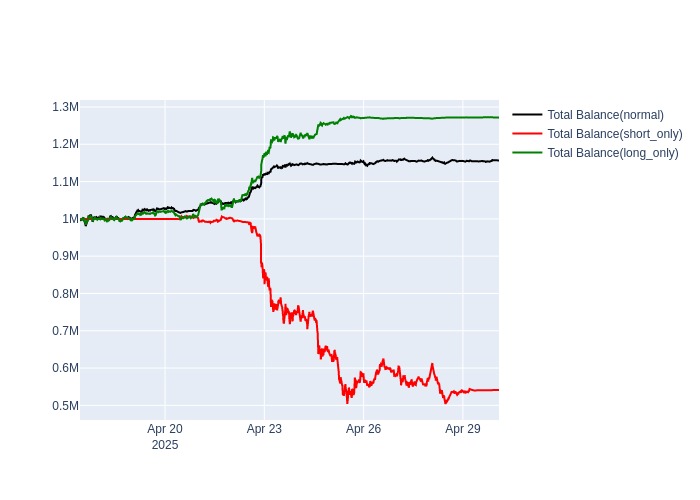 1.3M
1.2M
1.1M
1M
0.9M
0.8M
0.7M
0.6M
0.5M
Apr 20
2025
Apr 23
Apr 26
Apr 29
Total Balance(normal)
Total Balance(short_only)
Total Balance(long_only)